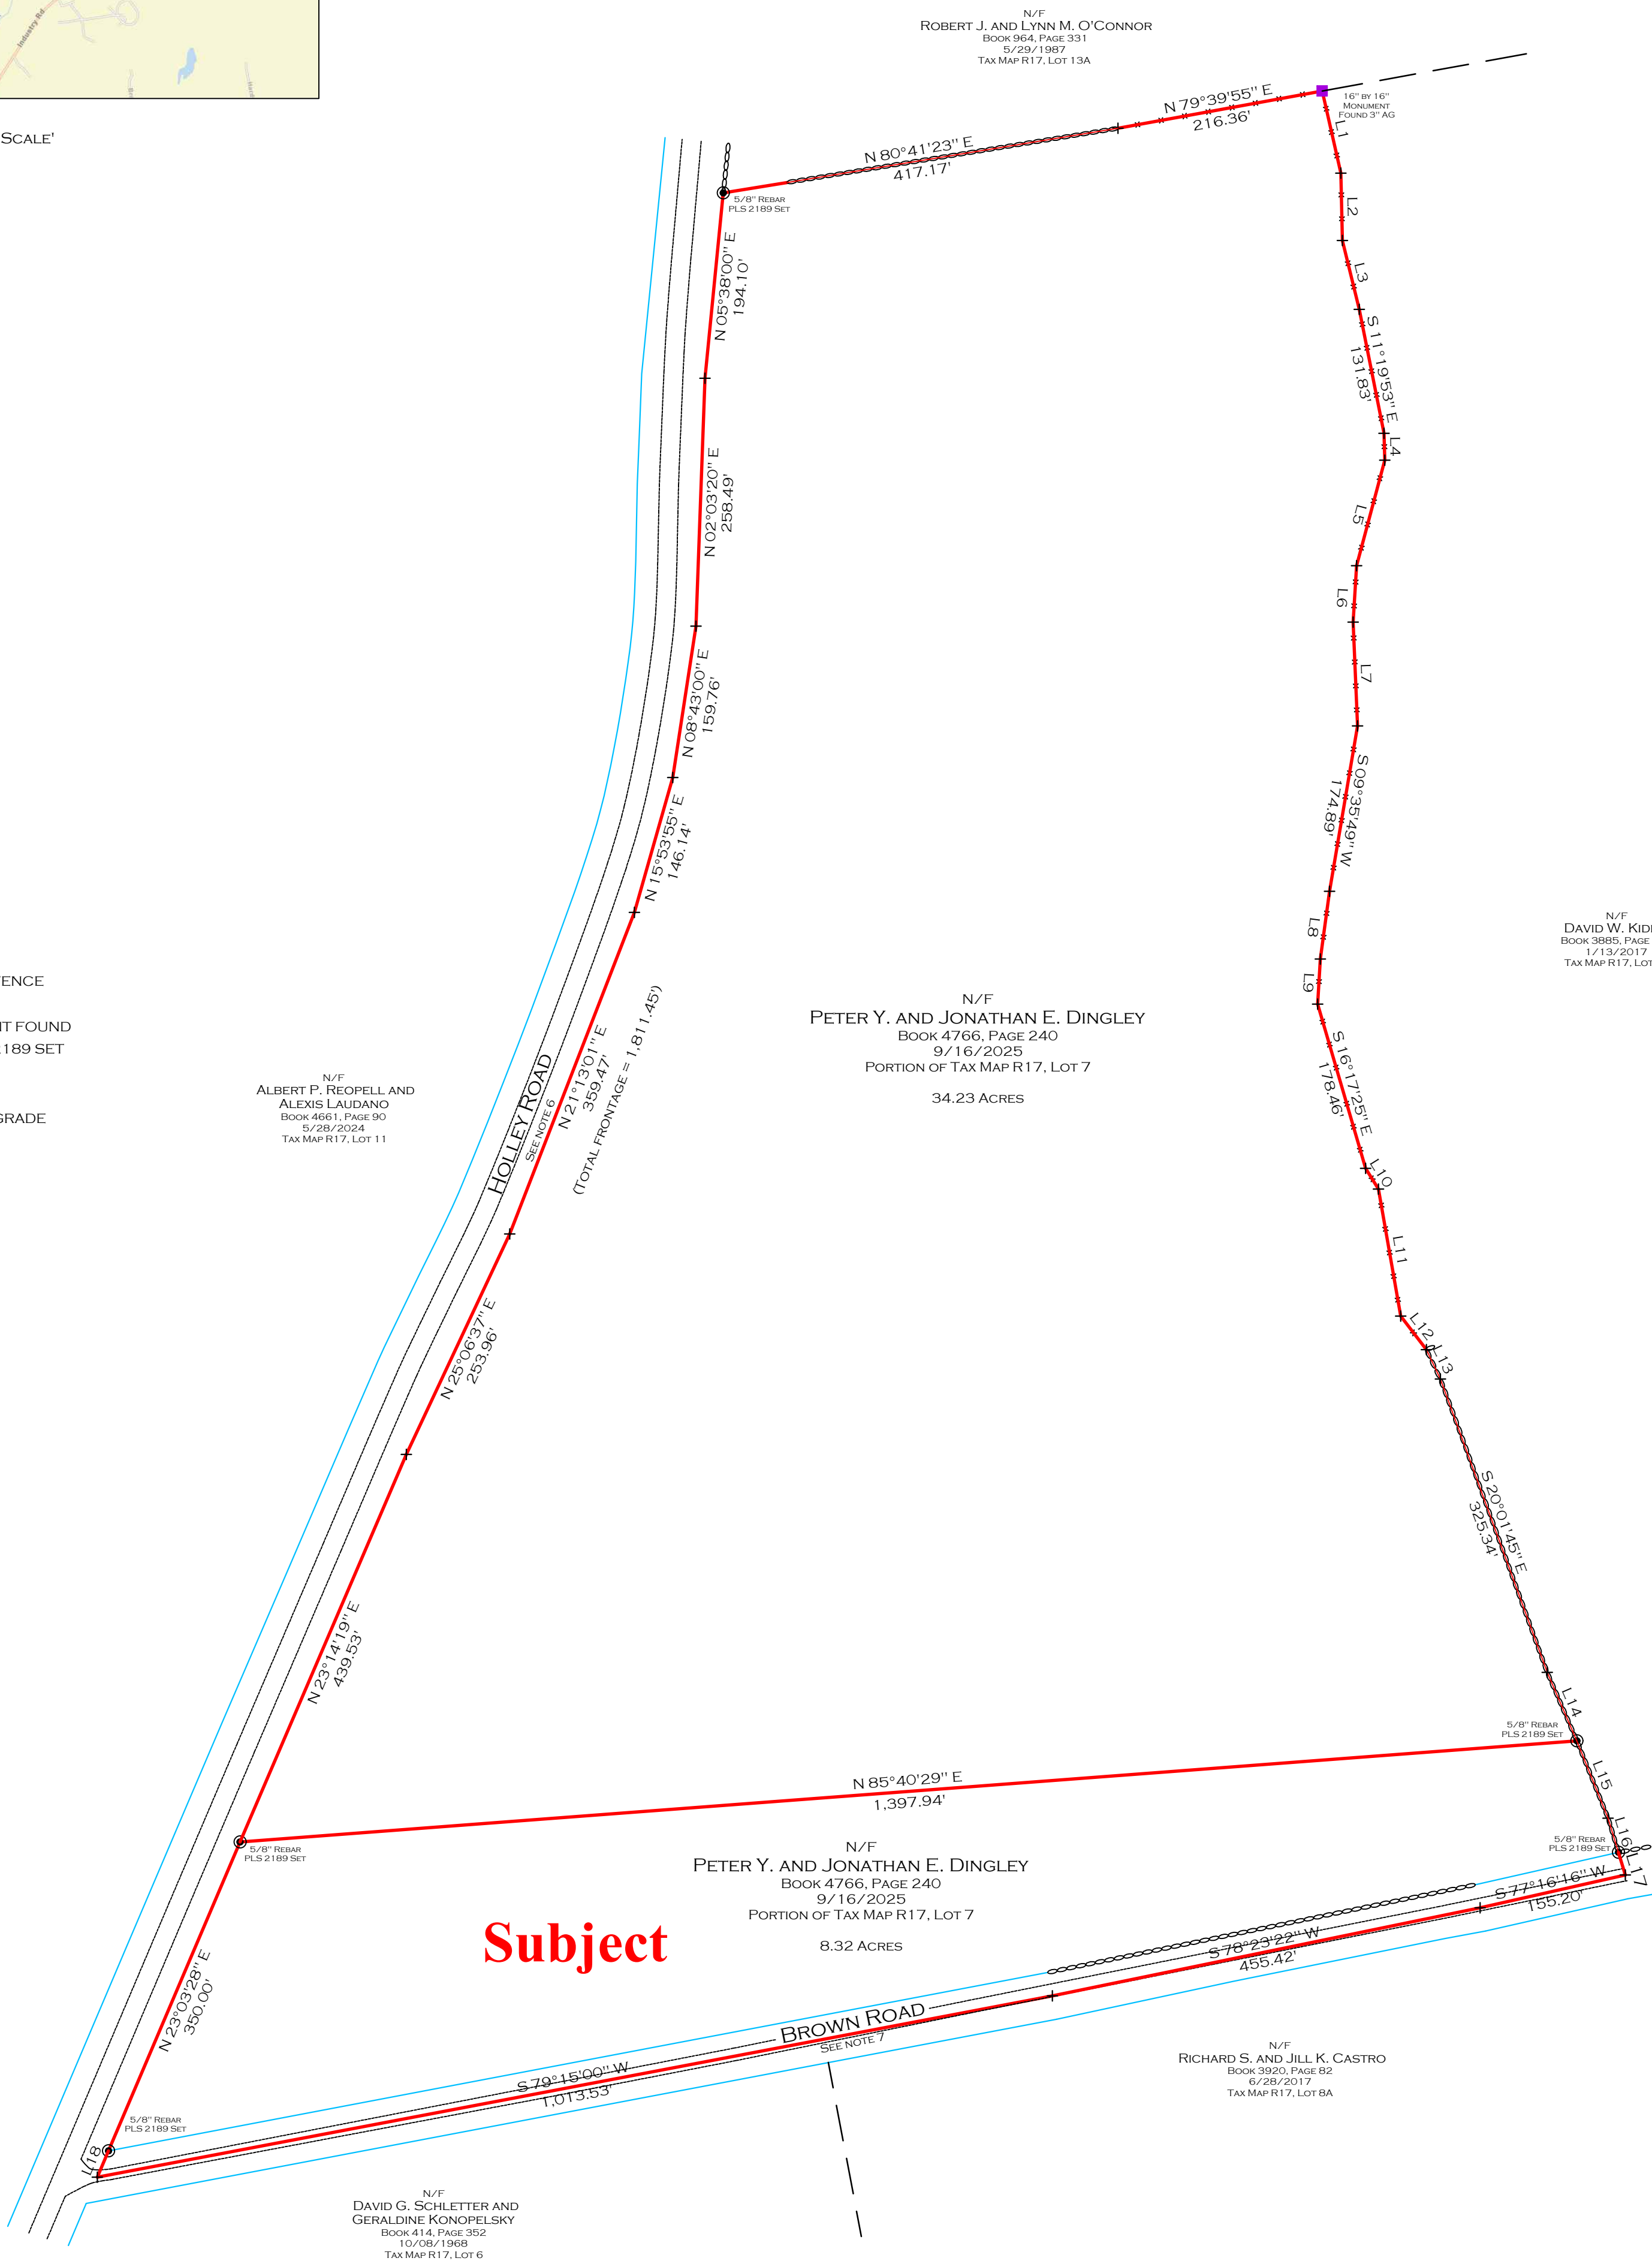 Industry Rd
SCALE'
N/F
ROBERT J. AND LYNN M. O'CONNOR
BOOK 964, PAGE 331
5/29/1987
TAX MAP R17, LOT 13A
16" BY 16"
MONUMENT
FOUND 3" AG
N 79°39'55" E
216.36'
N 80°41'23" E
417.17'
5/8" REBAR
PLS 2189 SET
L1
L2
L3
S 11°19'53" E
131.83'
L4
L5
L6
L7
S 09°35'49" W
174.89'
L8
L9
S 16°17'25" E
178.46'
L10
L11
L12
L13
S 20°01'45" E
325.34'
L14
N 05°38'00" E
194.10'
N 02°03'20" E
258.49'
N 08°43'00" E
159.76'
N 15°53'55" E
146.14'
N/F
DAVID W. KID
BOOK 3885, PAGE
1/13/2017
TAX MAP R17, LOT
ENCE
T FOUND
189 SET
GRADE
N/F
PETER Y. AND JONATHAN E. DINGLEY
BOOK 4766, PAGE 240
9/16/2025
PORTION OF TAX MAP R17, LOT 7
34.23 ACRES
N/F
ALBERT P. REOPELL AND
ALEXIS LAUDANO
BOOK 4661, PAGE 90
5/28/2024
TAX MAP R17, LOT 11
HOLLEY ROAD
SEE NOTE 6
N 21°13'01" E
359.47'
(TOTAL FRONTAGE = 1,811.45')
N 25°06'37" E
253.96'
N 23°14'19" E
439.53'
5/8" REBAR
PLS 2189 SET
N 85°40'29" E
1,397.94'
L15
5/8" REBAR
PLS 2189 SET
L16
5/8" REBAR
PLS 2189 SET
L17
N/F
PETER Y. AND JONATHAN E. DINGLEY
BOOK 4766, PAGE 240
9/16/2025
PORTION OF TAX MAP R17, LOT 7
8.32 ACRES
Subject
S 77°16'16" W
155.20'
S 78°23'22" W
455.42'
N 23°03'28" E
350.00'
BROWN ROAD
SEE NOTE 7
S 79°15'00" W
1,013.53'
5/8" REBAR
PLS 2189 SET
L18
N/F
RICHARD S. AND JILL K. CASTRO
BOOK 3920, PAGE 82
6/28/2017
TAX MAP R17, LOT 8A
N/F
DAVID G. SCHLETTER AND
GERALDINE KONOPELSKY
BOOK 414, PAGE 352
10/08/1968
TAX MAP R17, LOT 6